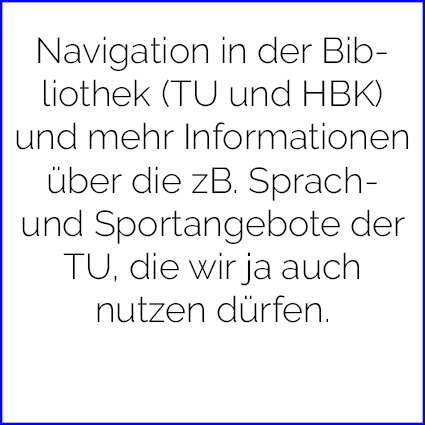 Navigation in der Bib-
liothek (TU und HBK)
und mehr Informationen
über die zB. Sprach-
und Sportangebote der
TU, die wir ja auch
nutzen dürfen.